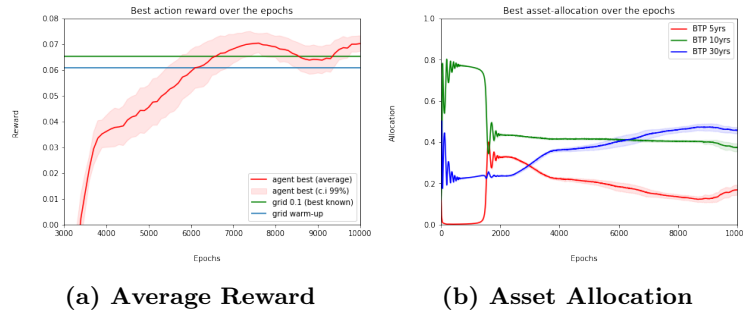 Best action reward over the epochs
0.08
0.07
0.06
0.05
0.04
0.03
0.02
0.01
0.00
Reward
3000 4000 5000 6000 7000 8000 9000 10000
Epochs
agent best (average)
agent best (c.i 99%)
grid 0.1 (best known)
grid warm-up
(a) Average Reward
Best asset-allocation over the epochs
1.0
0.8
0.6
0.4
0.2
0.0
Allocation
0 2000 4000 6000 8000 10000
Epochs
BTP 5yrs
BTP 10yrs
BTP 30yrs
(b) Asset Allocation